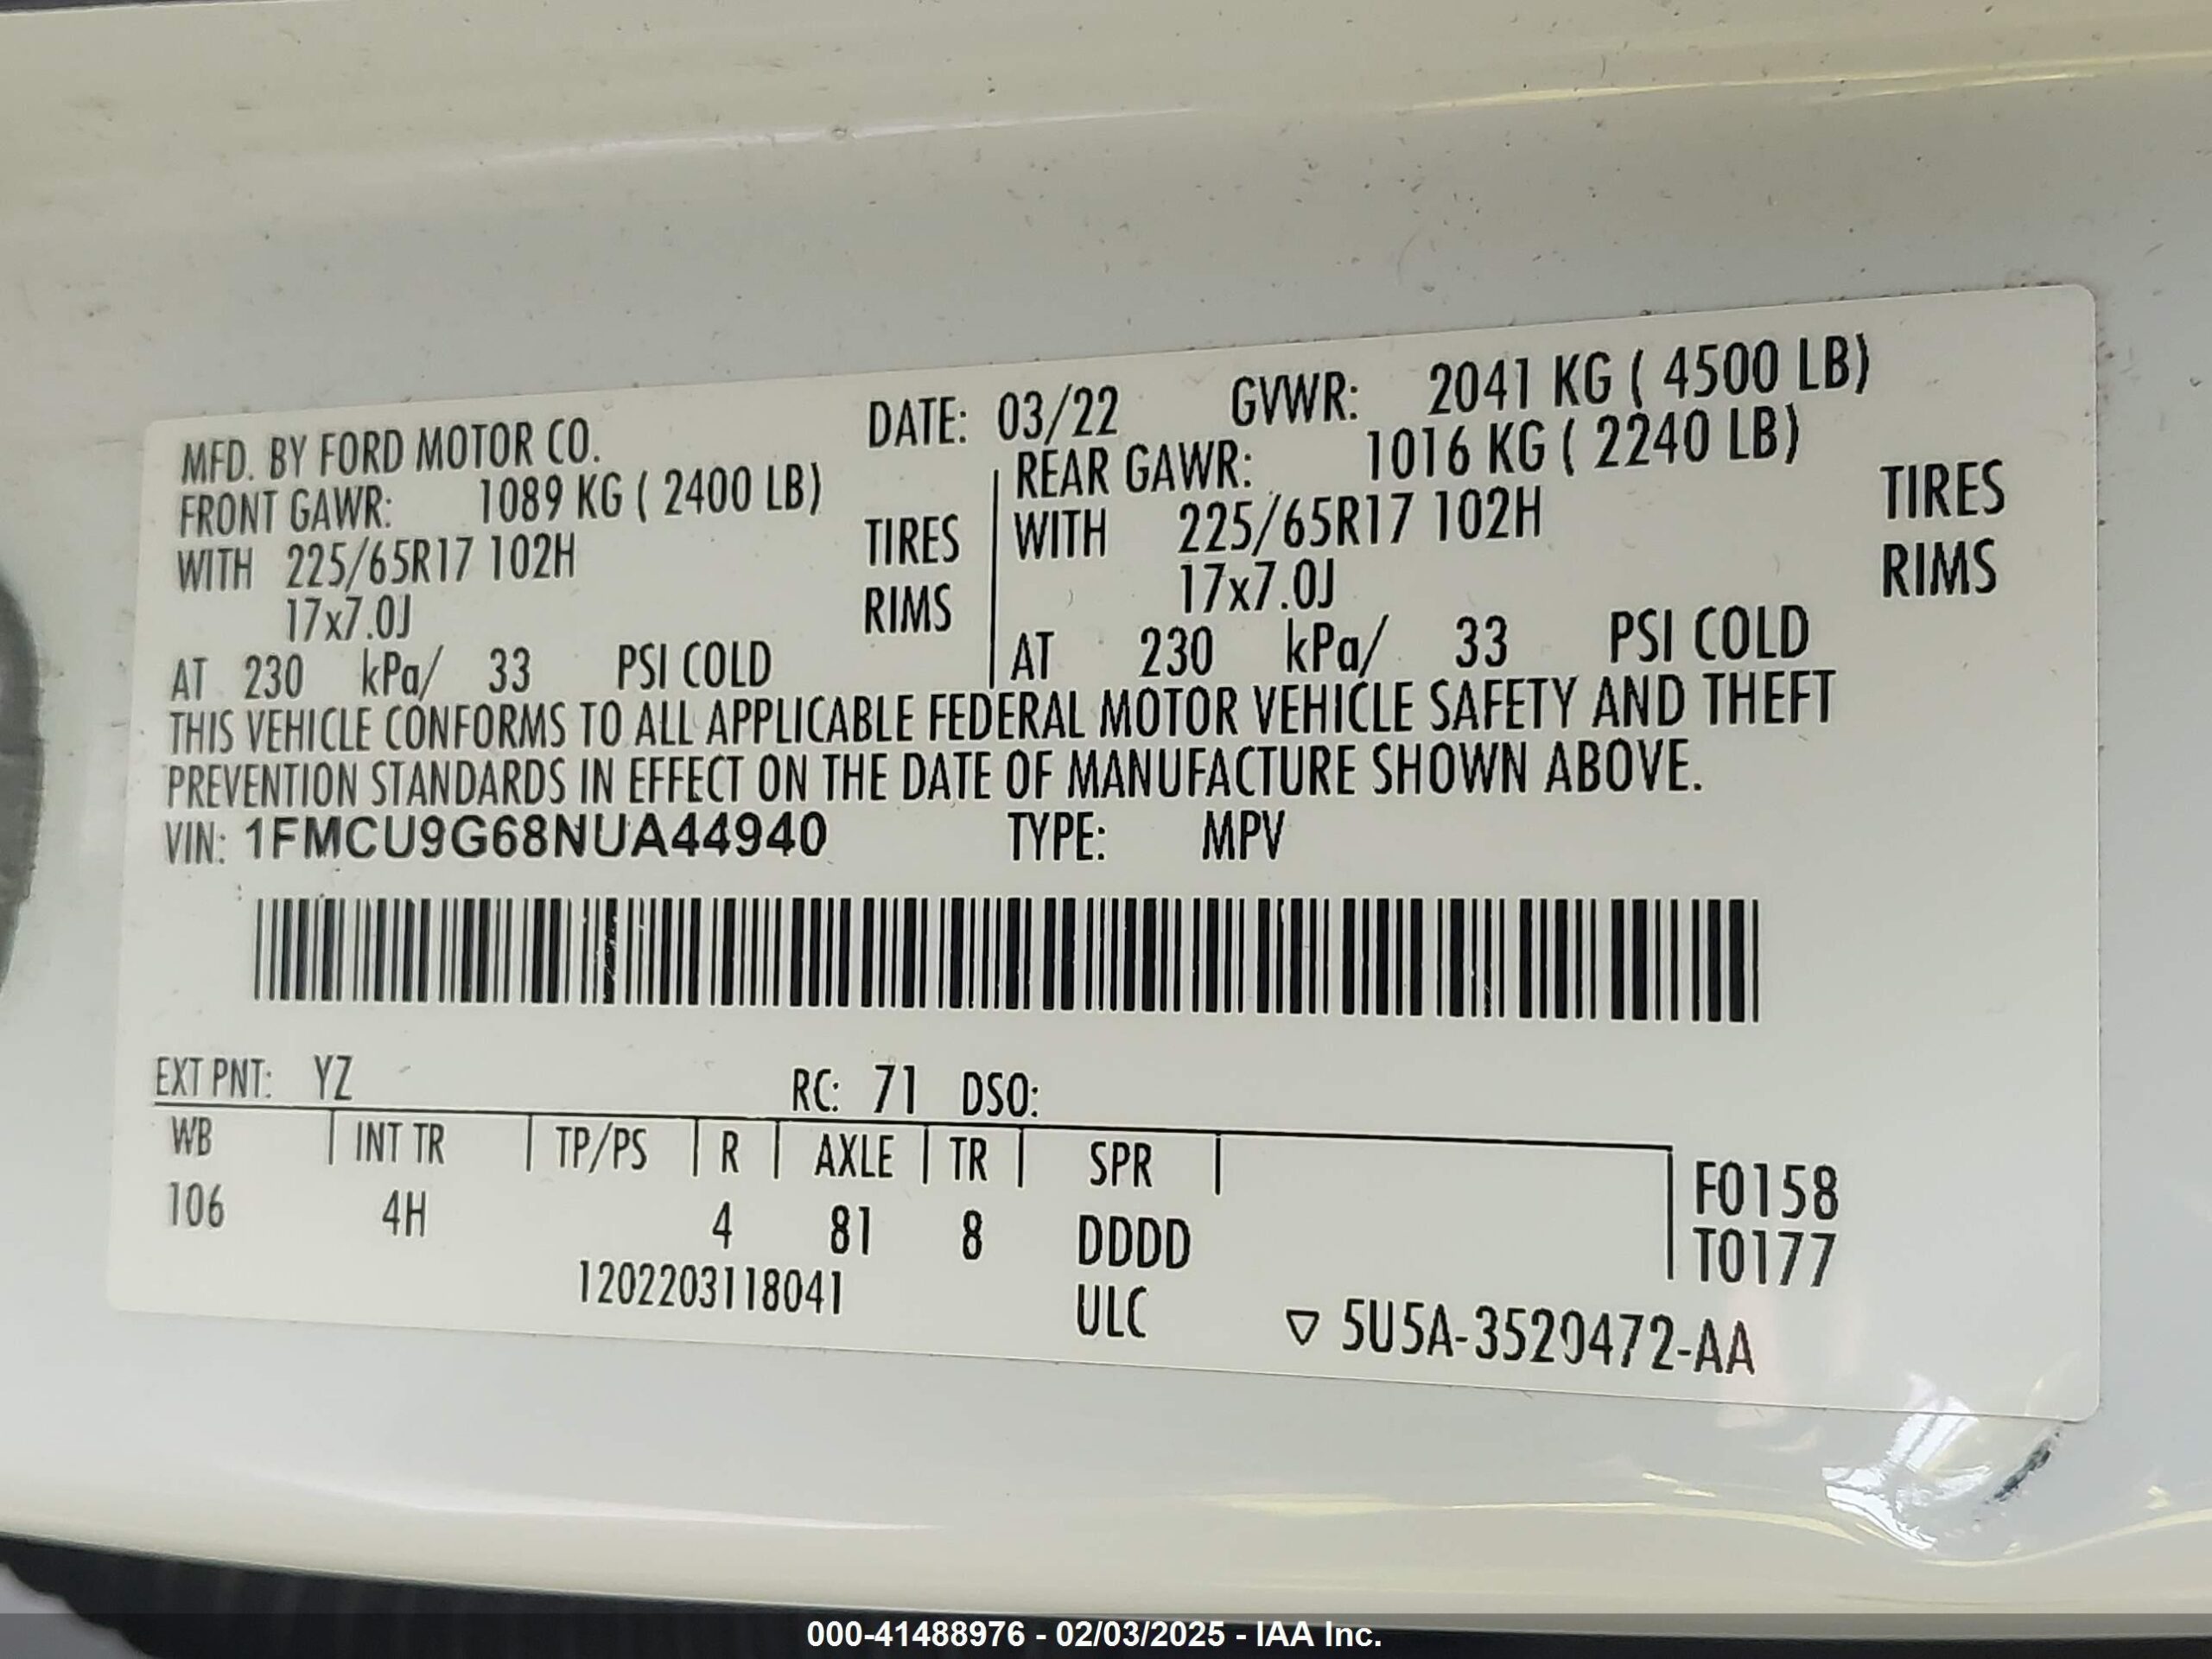 MFD. BY FORD MOTOR CO. DATE: 03/22 GVWR: 2041 KG ( 4500 LB)
FRONT GAWR: 1089 KG ( 2400 LB) REAR GAWR: 1016 KG ( 2240 LB)
WITH 225/65R17 102H TIRES WITH 225/65R17 102H TIRES
17x7.0J RIMS 17x7.0J RIMS
AT 230 kPa/ 33 PSI COLD AT 230 kPa/ 33 PSI COLD
THIS VEHICLE CONFORMS TO ALL APPLICABLE FEDERAL MOTOR VEHICLE SAFETY AND THEFT
PREVENTION STANDARDS IN EFFECT ON THE DATE OF MANUFACTURE SHOWN ABOVE.
VIN: 1FMCU9G68NUA44940 TYPE: MPV
EXT PNT: YZ RC: 71 DSO:
WB INT TR TP/PS R AXLE TR SPR F0158
106 4H 4 81 8 DDDD T0177
1202203118041 ULC ▽ 5U5A-3520472-AA
000-41488976 - 02/03/2025 - IAA Inc.